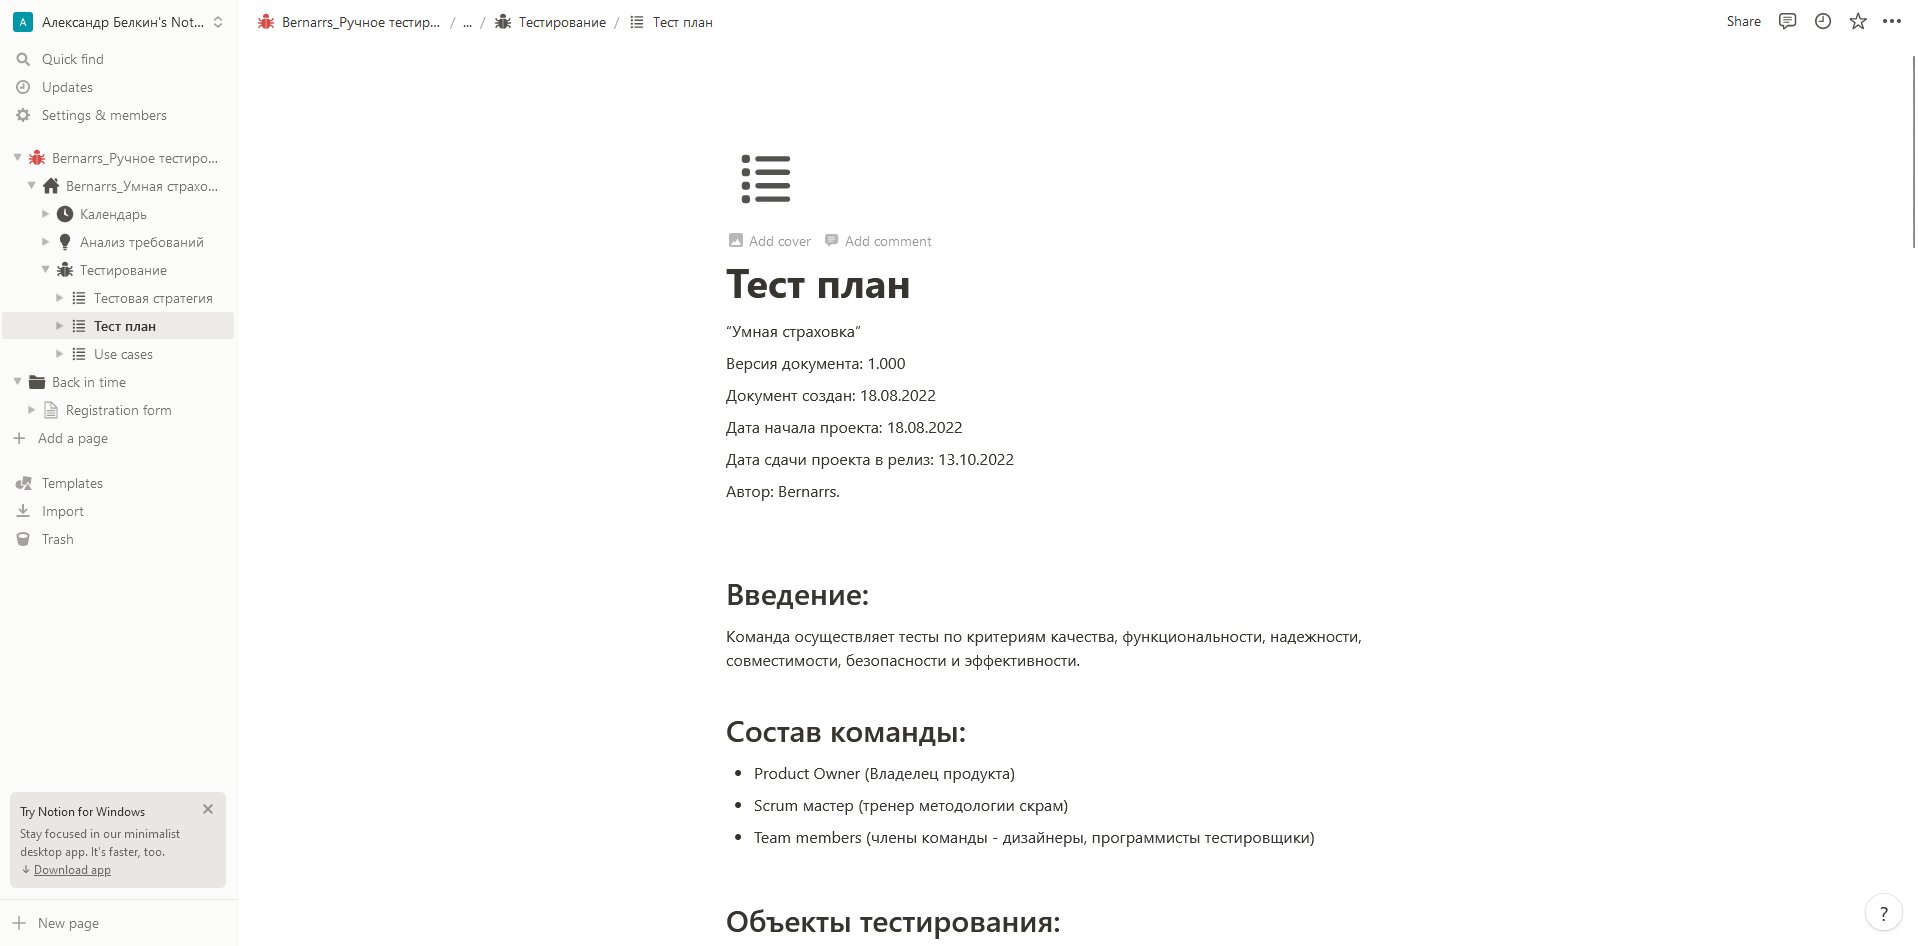 А Александр Белкин's Not...
Quick find
Updates
Settings & members
Bernarrs_Ручное тестиро...
Bernarrs_Умная страхо...
Календарь
Анализ требований
Тестирование
Тестовая стратегия
Тест план
Use cases
Back in time
Registration form
Add a page
Templates
Import
Trash
Try Notion for Windows
Stay focused in our minimalist
desktop app. It's faster, too.
Download app
New page
Bernarrs_Ручное тестир... / ... / Тестирование / Тест план
Share
Add cover Add comment
Тест план
“Умная страховка”
Версия документа: 1.000
Документ создан: 18.08.2022
Дата начала проекта: 18.08.2022
Дата сдачи проекта в релиз: 13.10.2022
Автор: Bernarrs.
Введение:
Команда осуществляет тесты по критериям качества, функциональности, надежности,
совместимости, безопасности и эффективности.
Состав команды:
Product Owner (Владелец продукта)
Scrum мастер (тренер методологии скрам)
Team members (члены команды - дизайнеры, программисты тестировщики)
Объекты тестирования:
?